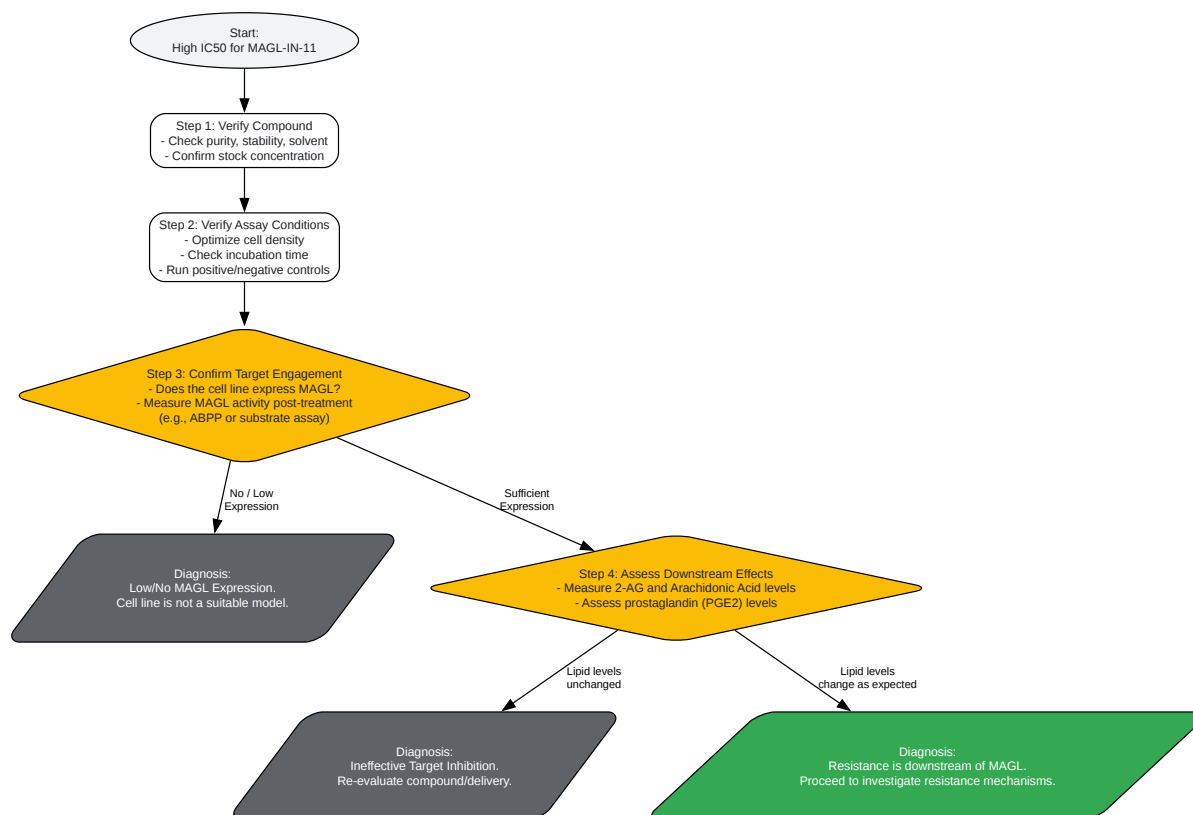 Start:
High IC50 for MAGL-IN-11
Step 1: Verify Compound
- Check purity, stability, solvent
- Confirm stock concentration
Step 2: Verify Assay Conditions
- Optimize cell density
- Check incubation time
- Run positive/negative controls
Step 3: Confirm Target Engagement
- Does the cell line express MAGL?
- Measure MAGL activity post-treatment
(e.g., ABPP or substrate assay)
No / Low
Expression
Sufficient
Expression
Diagnosis:
Low/No MAGL Expression.
Cell line is not a suitable model.
Step 4: Assess Downstream Effects
- Measure 2-AG and Arachidonic Acid levels
- Assess prostaglandin (PGE2) levels
Lipid levels
unchanged
Lipid levels
change as expected
Diagnosis:
Ineffective Target Inhibition.
Re-evaluate compound/delivery.
Diagnosis:
Resistance is downstream of MAGL.
Proceed to investigate resistance mechanisms.